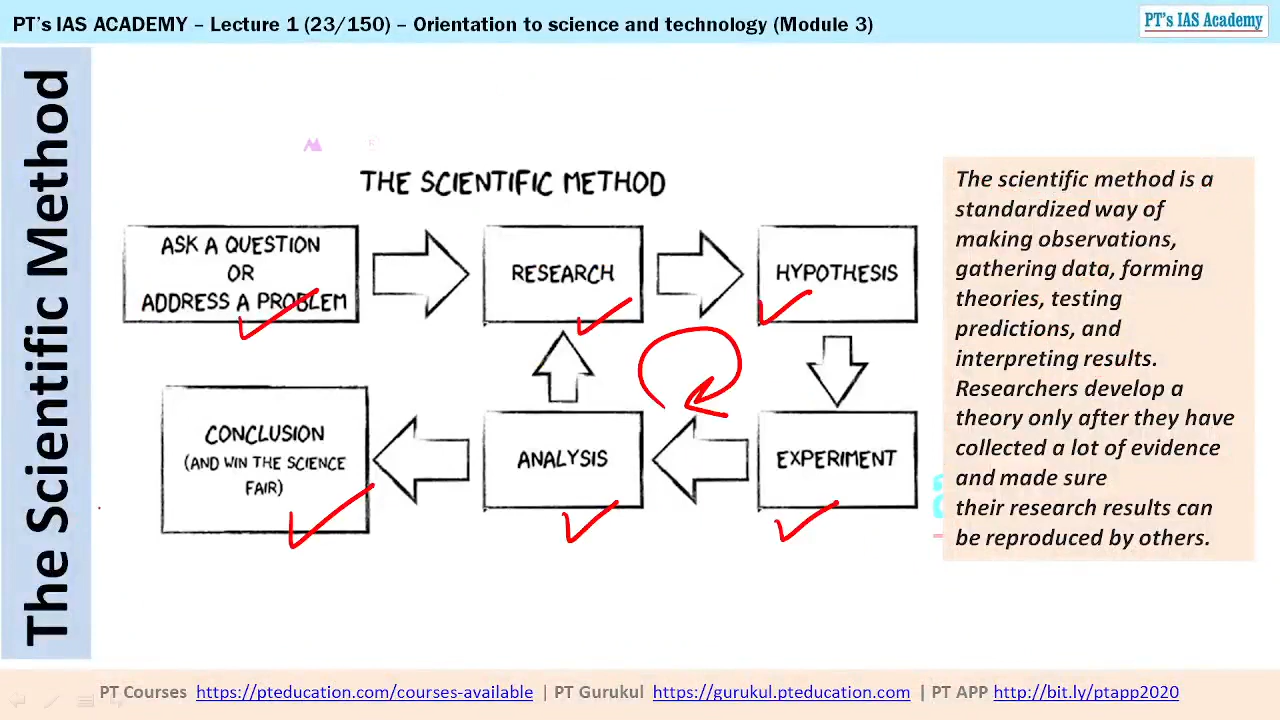 PT's IAS ACADEMY – Lecture 1 (23/150) – Orientation to science and technology (Module 3)
PT's IAS Academy
The Scientific Method
THE SCIENTIFIC METHOD
ASK A QUESTION
OR
ADDRESS A PROBLEM
RESEARCH
HYPOTHESIS
EXPERIMENT
ANALYSIS
CONCLUSION
(AND WIN THE SCIENCE
FAIR)
The scientific method is a
standardized way of
making observations,
gathering data, forming
theories, testing
predictions, and
interpreting results.
Researchers develop a
theory only after they have
collected a lot of evidence
and made sure
their research results can
be reproduced by others.
PT Courses https://pteducation.com/courses-available | PT Gurukul https://gurukul.pteducation.com | PT APP http://bit.ly/ptapp2020